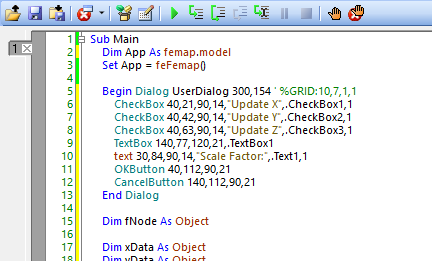 1
1 Sub Main
2 Dim App As femap.model
3 Set App = feFemap()
4
5 Begin Dialog UserDialog 300,154 ' %GRID:10,7,1,1
6 CheckBox 40,21,90,14,"Update X",.CheckBox1,1
7 CheckBox 40,42,90,14,"Update Y",.CheckBox2,1
8 CheckBox 40,63,90,14,"Update Z",.CheckBox3,1
9 TextBox 140,77,120,21,.TextBox1
10 text 30,84,90,14,"Scale Factor:",.Text1,1
11 OKButton 40,112,90,21
12 CancelButton 140,112,90,21
13 End Dialog
14
15 Dim fNode As Object
16
17 Dim xData As Object
18 Dim yData As Object